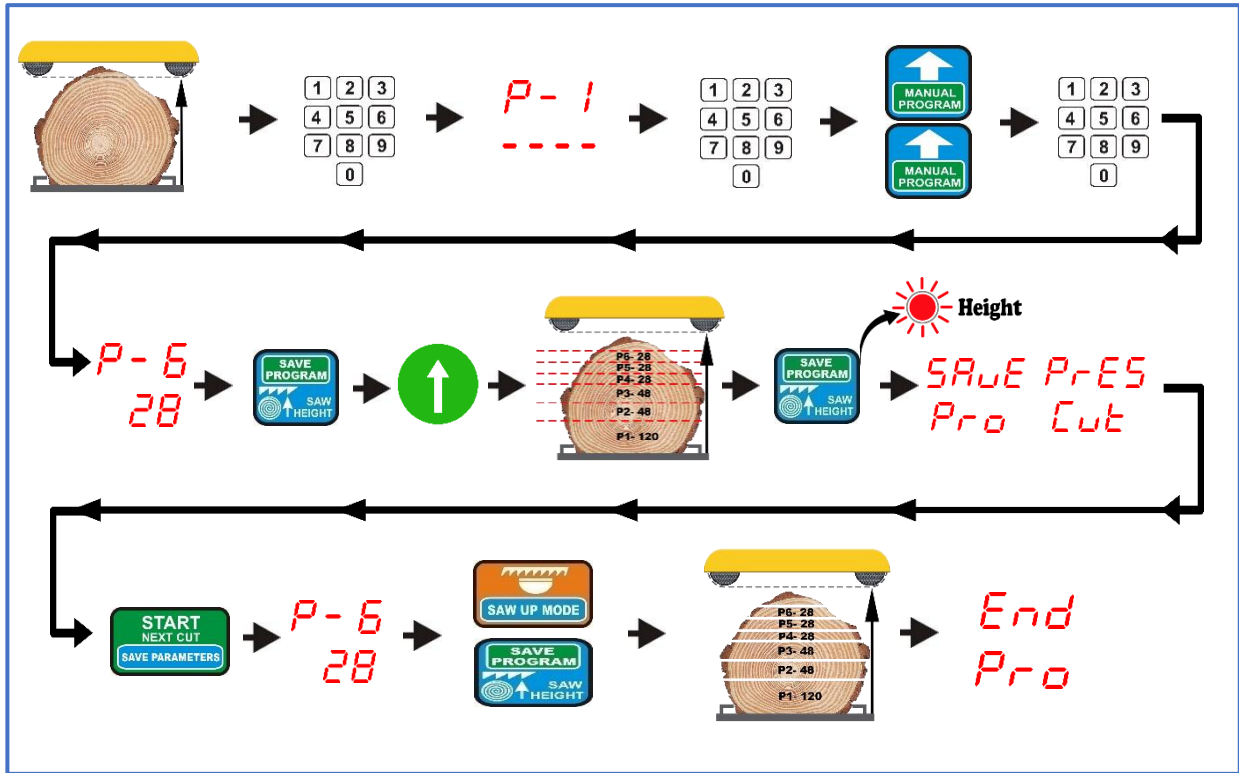 1 2 3
4 5 6
7 8 9
0
P-1
----
1 2 3
4 5 6
7 8 9
0
MANUAL
PROGRAM
MANUAL
PROGRAM
1 2 3
4 5 6
7 8 9
0
P-6
28
SAVE
PROGRAM
SAW
HEIGHT
P6- 28
P5- 28
P4- 28
P3- 48
P2- 48
P1- 120
SAVE
PROGRAM
SAW
HEIGHT
Height
SAvE PrES
Pro Cut
START
NEXT CUT
SAVE PARAMETERS
P-6
28
SAW UP MODE
SAVE
PROGRAM
SAW
HEIGHT
P6- 28
P5- 28
P4- 28
P3- 48
P2- 48
P1- 120
End
Pro